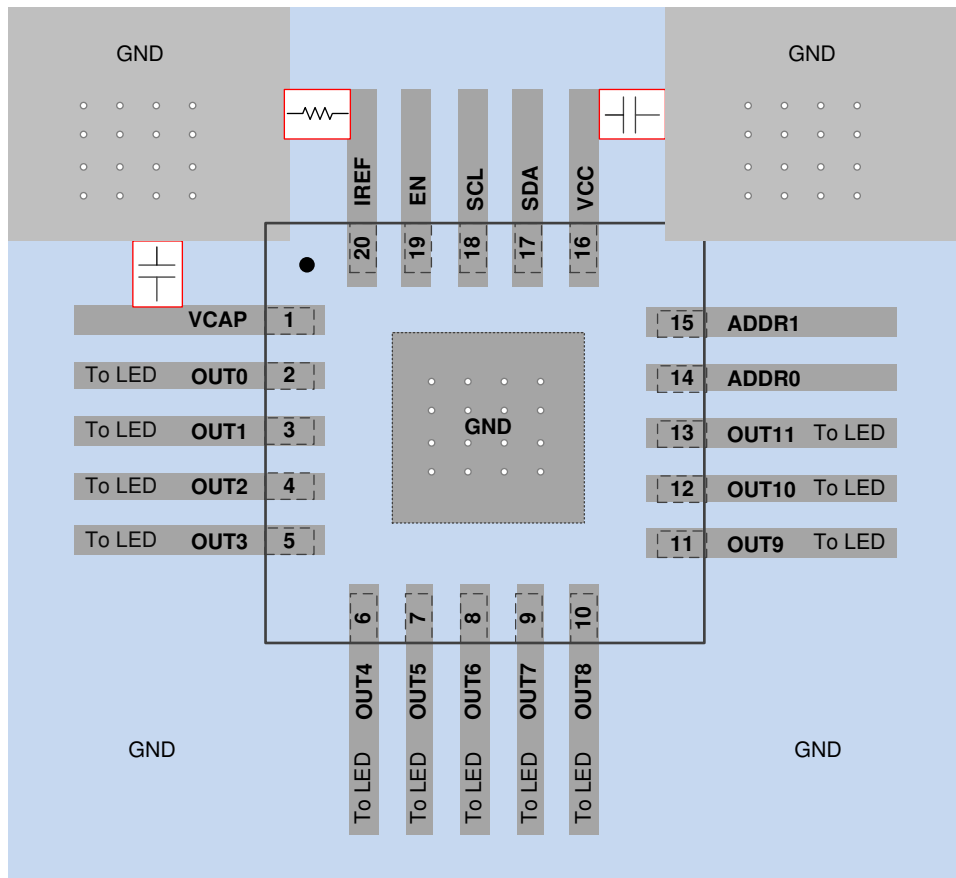 GND
GND
IREF
EN
SCL
SDA
VCC
20
19
18
17
16
VCAP 1
To LED OUT0 2
To LED OUT1 3
To LED OUT2 4
To LED OUT3 5
GND
15 ADDR1
14 ADDR0
13 OUT11 To LED
12 OUT10 To LED
11 OUT9 To LED
6
7
8
9
10
OUT4
OUT5
OUT6
OUT7
OUT8
To LED
To LED
To LED
To LED
To LED
GND
GND